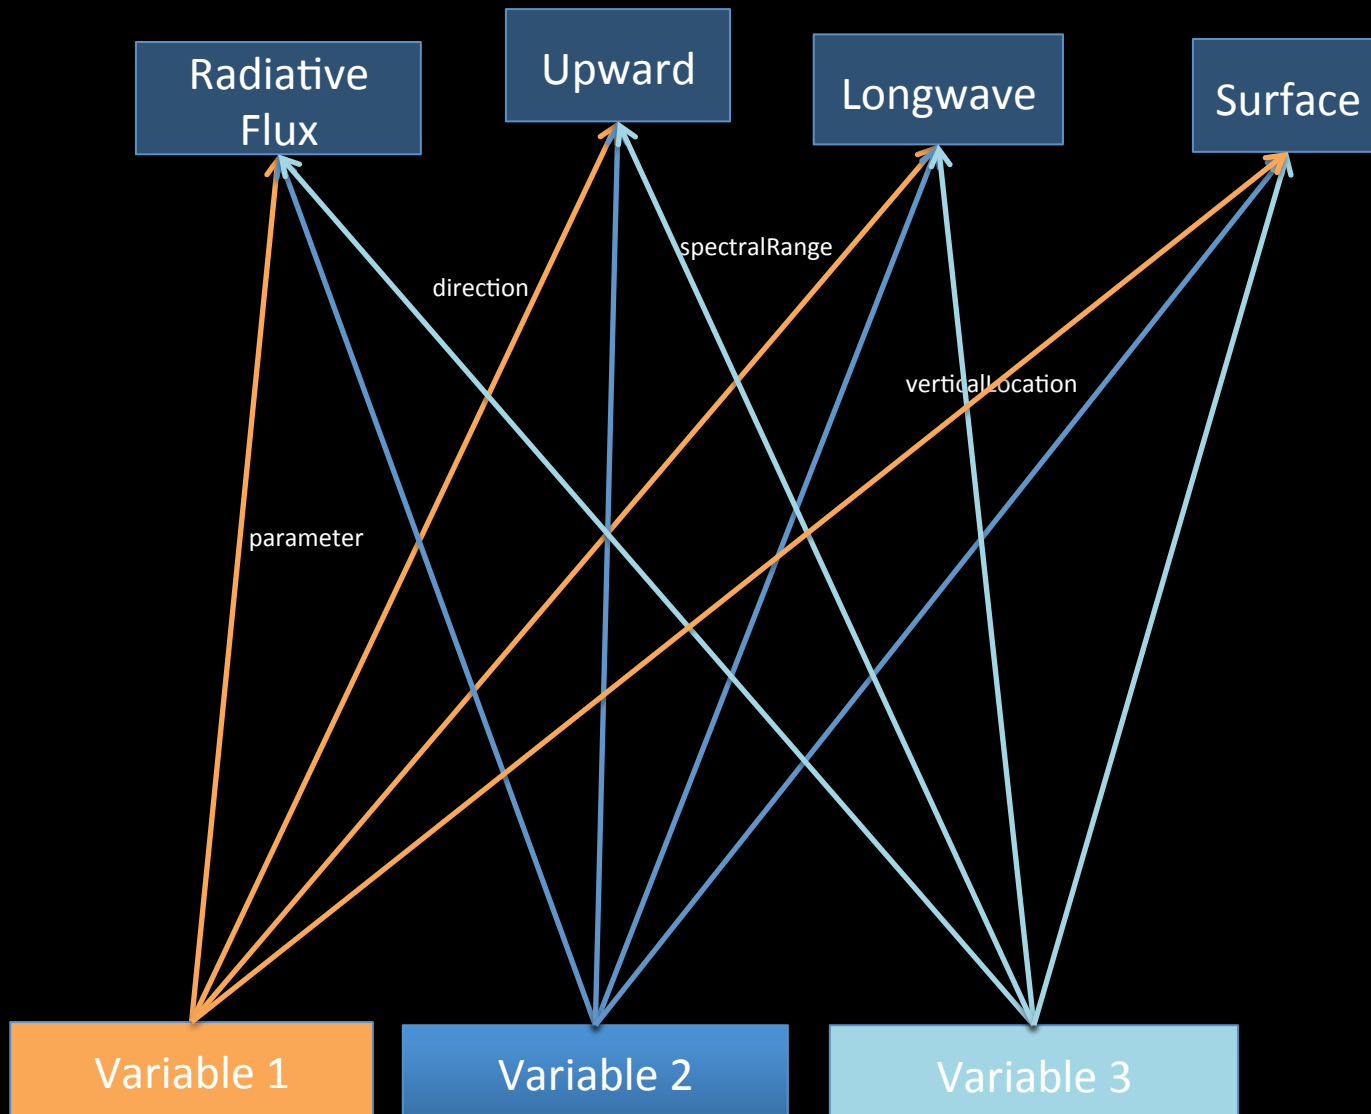 Radiative
Flux
Upward
Longwave
Surface
spectralRange
direction
verticalLocation
parameter
Variable 1
Variable 2
Variable 3